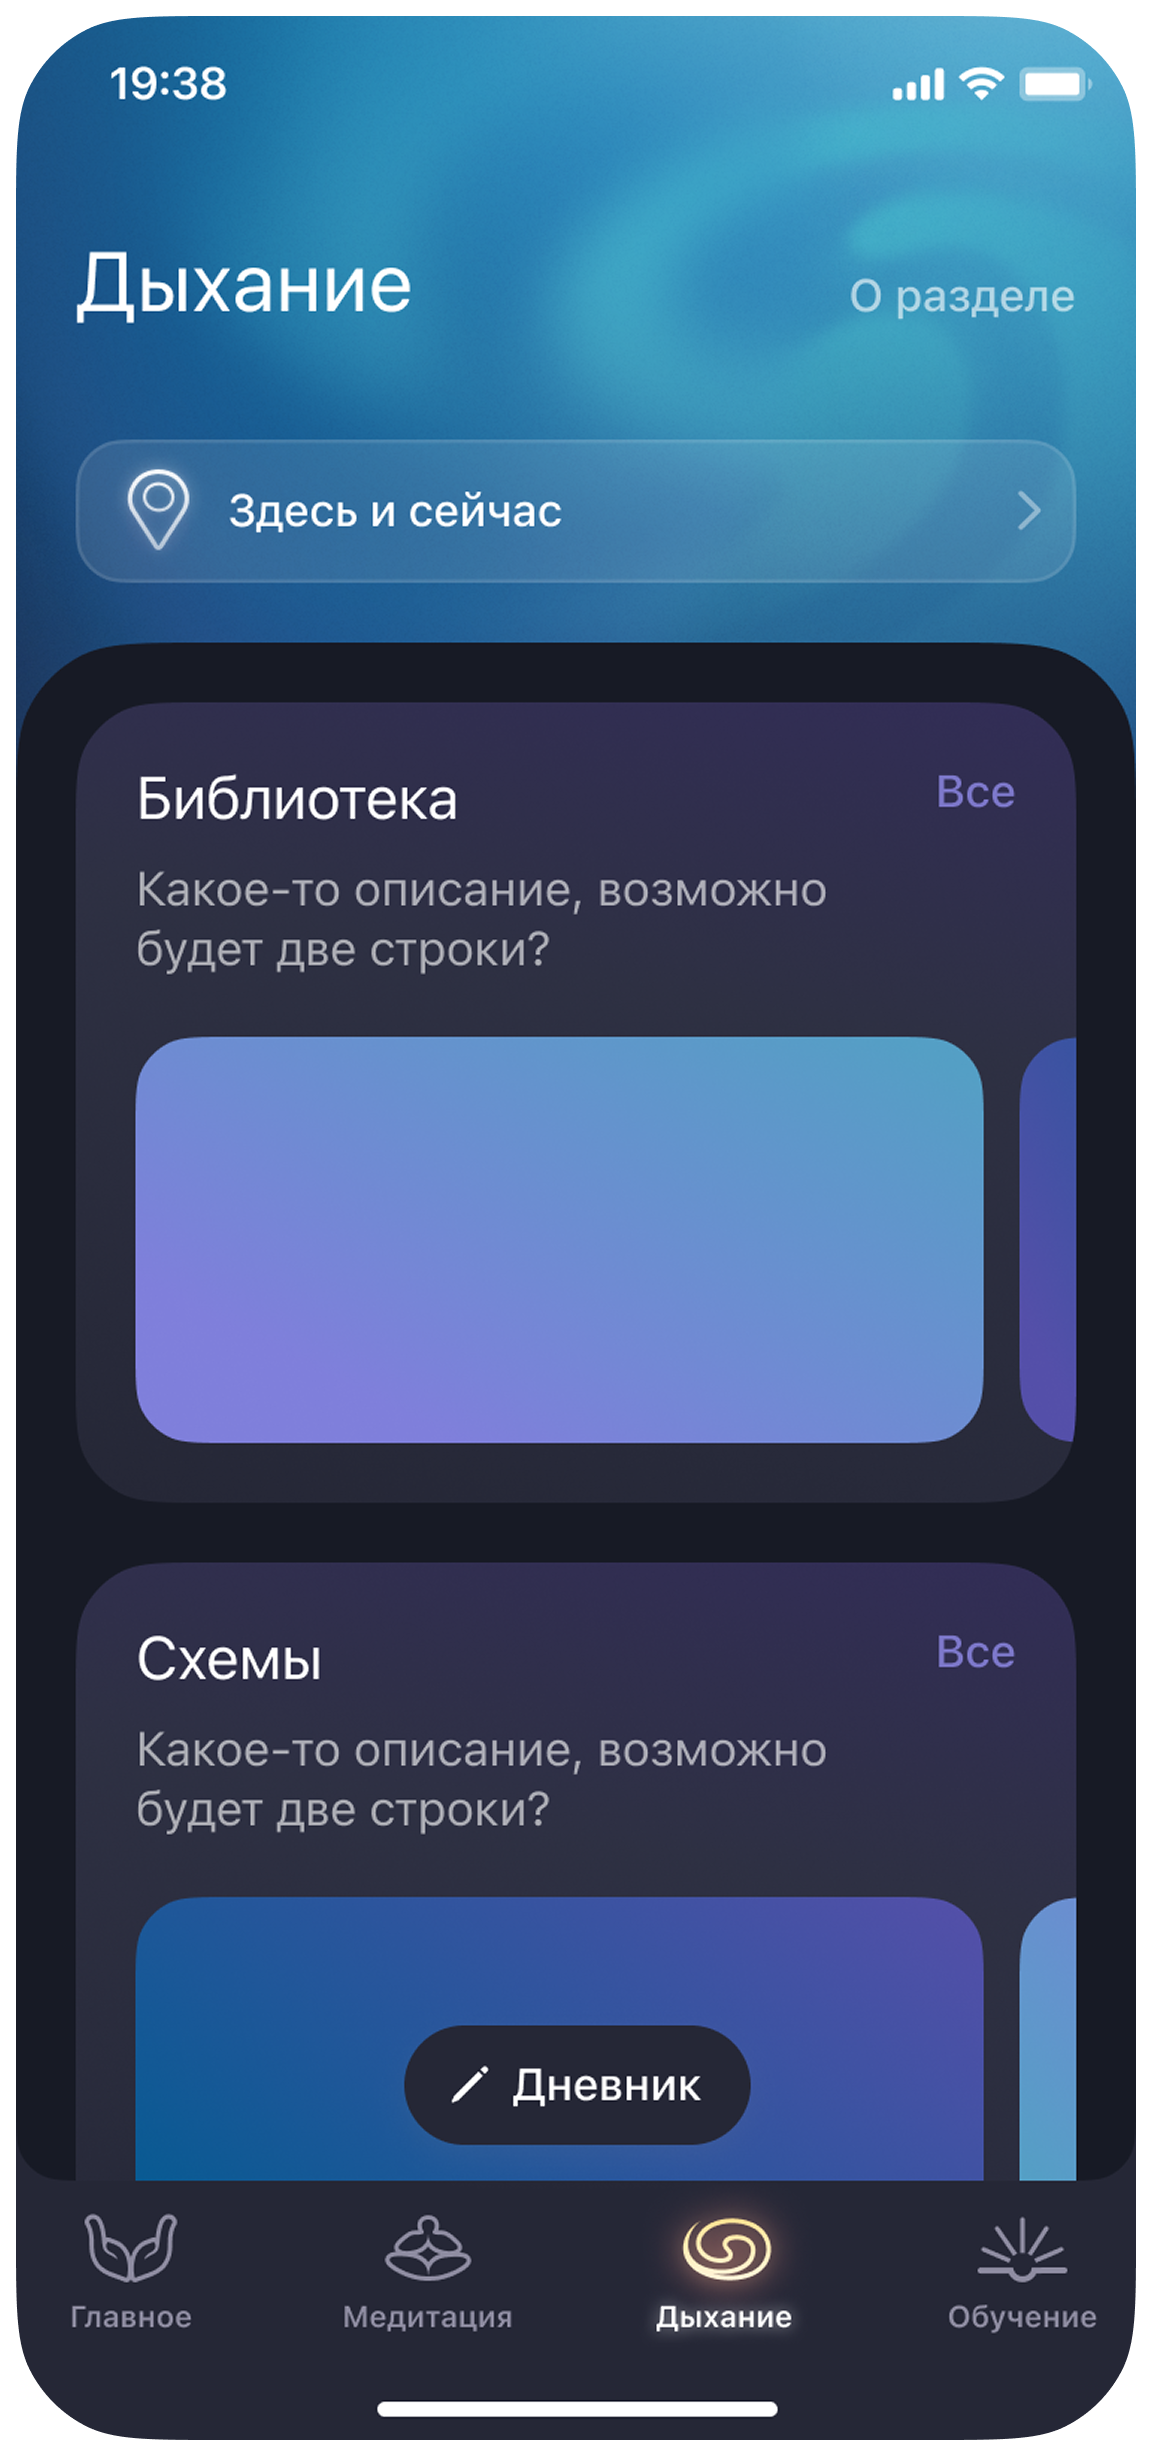 19:38
Дыхание
О разделе
Здесь и сейчас
Библиотека
Все
Какое-то описание, возможно
будет две строки?
Схемы
Все
Какое-то описание, возможно
будет две строки?
Дневник
Главное
Медитация
Дыхание
Обучение